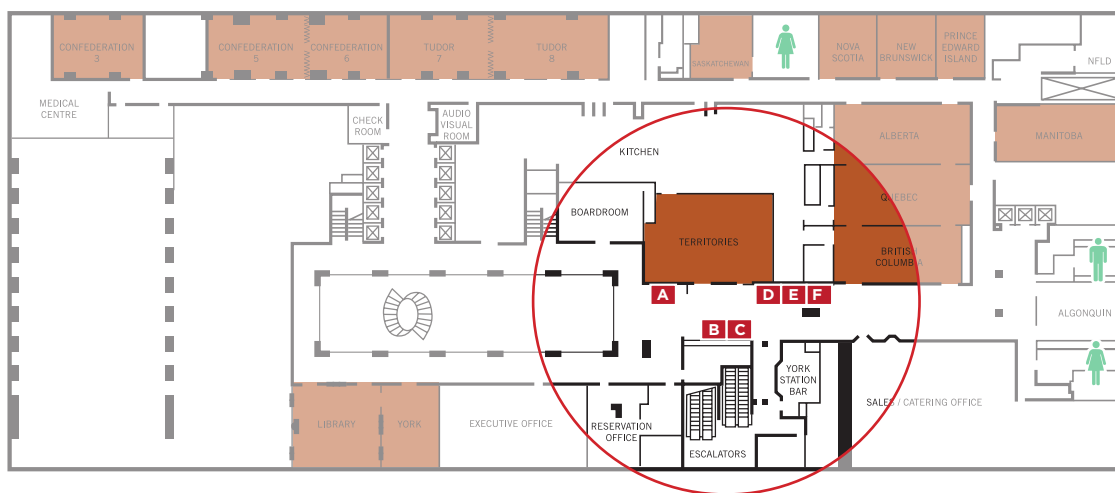 CONFEDERATION
3
CONFEDERATION
5
CONFEDERATION
6
TUDOR
7
TUDOR
8
SASKATCHEWAN
NOVA
SCOTIA
NEW
BRUNSWICK
PRINCE
EDWARD
ISLAND
NFLD
MEDICAL
CENTRE
CHECK
ROOM
AUDIO
VISUAL
ROOM
KITCHEN
ALBERTA
MANITOBA
BOARDROOM
QUEBEC
TERRITORIES
BRITISH
COLUMBIA
A
D
E
F
B
C
ALGONQUIN
YORK
STATION
BAR
SALES / CATERING OFFICE
LIBRARY
YORK
EXECUTIVE OFFICE
RESERVATION
OFFICE
ESCALATORS